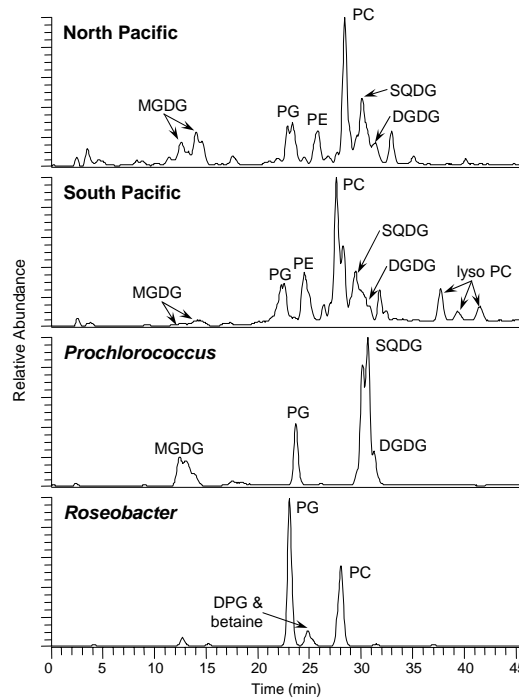 North Pacific
PC
SQDG
MGDG
PG
PE
DGDG
South Pacific
PC
SQDG
PG
PE
DGDG
lyso PC
MGDG
Prochlorococcus
SQDG
PG
MGDG
DGDG
Roseobacter
PG
PC
DPG &
betaine
Relative Abundance
0 5 10 15 20 25 30 35 40 45
Time (min)